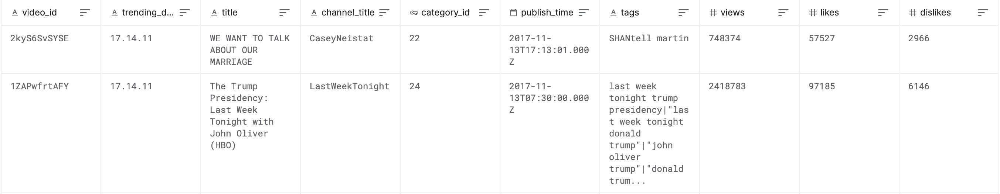 video_id trending_d... title channel_title category_id publish_time tags views likes dislikes
2kyS6SvSYSE
17.14.11
WE WANT TO TALK
ABOUT OUR
MARRIAGE
CaseyNeistat
22
2017-11-
13T17:13:01.000
Z
SHANtell martin
748374
57527
2966
1ZAPwfrtAFY
17.14.11
The Trump
Presidency:
Last Week
Tonight with
John Oliver
(HBO)
LastWeekTonight
24
2017-11-
13T07:30:00.000
Z
last week
tonight trump
presidency|"las
t week tonight
donald
trump"|"john
oliver
trump"|"donald
trum...
2418783
97185
6146